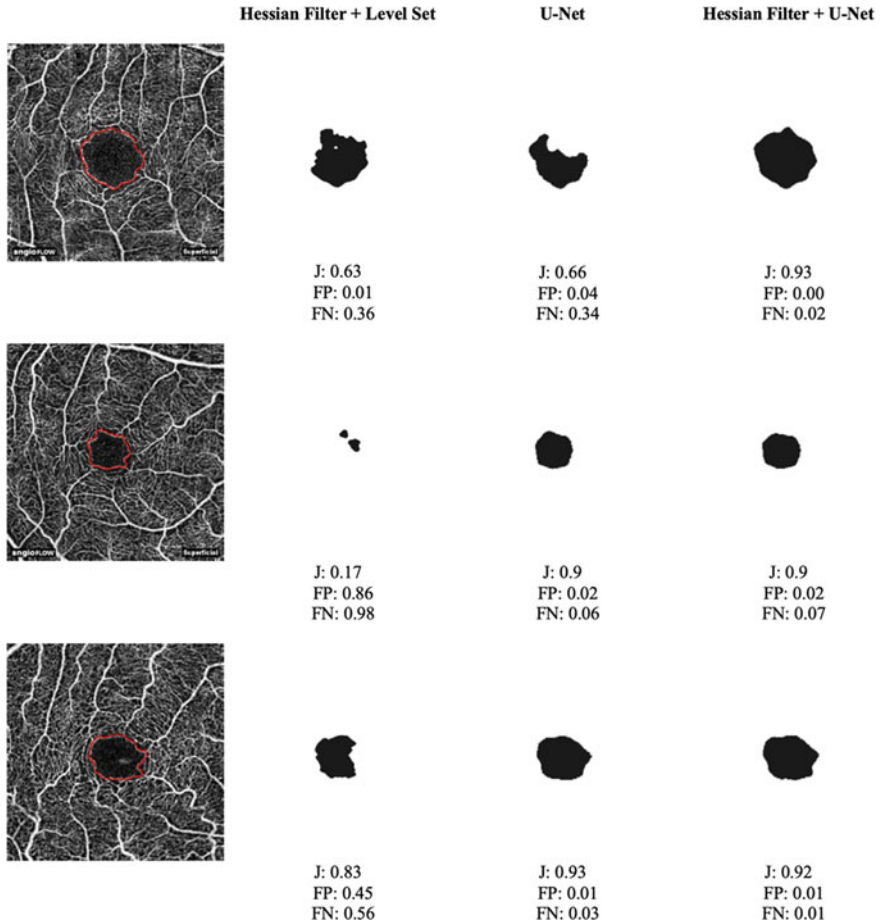 Hessian Filter + Level Set U-Net Hessian Filter + U-Net
angioFLOW Superficial
J: 0.63 J: 0.66 J: 0.93
FP: 0.01 FP: 0.04 FP: 0.00
FN: 0.36 FN: 0.34 FN: 0.02
angioFLOW Superficial
J: 0.17 J: 0.9 J: 0.9
FP: 0.86 FP: 0.02 FP: 0.02
FN: 0.98 FN: 0.06 FN: 0.07
J: 0.83 J: 0.93 J: 0.92
FP: 0.45 FP: 0.01 FP: 0.01
FN: 0.56 FN: 0.03 FN: 0.01